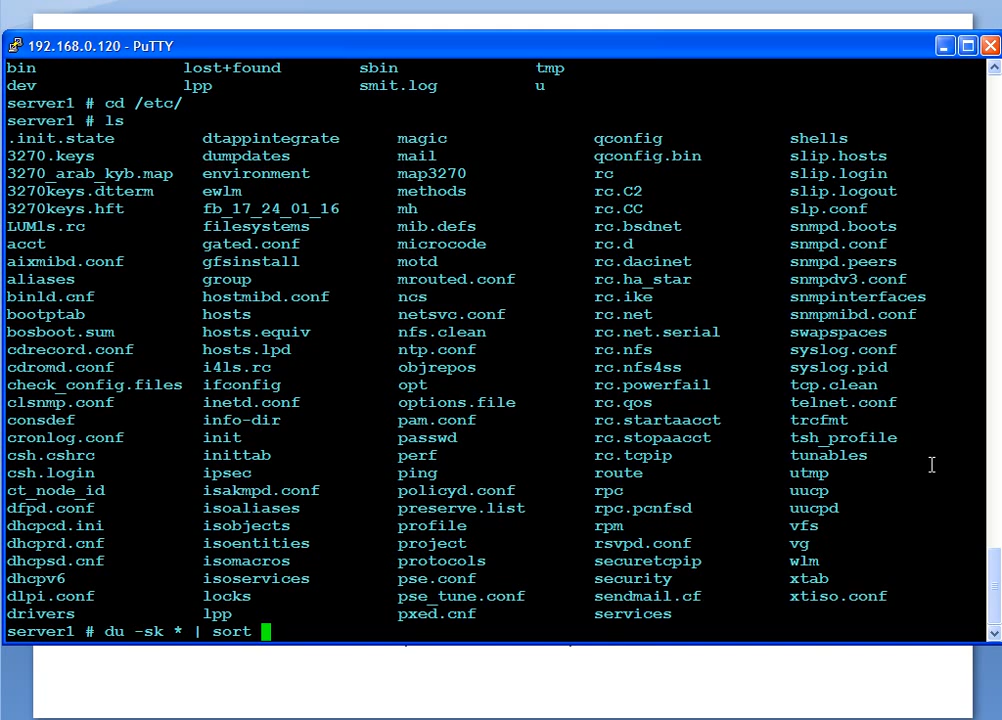 192.168.0.120 - PuTTY
bin lost+found sbin tmp
dev lpp smit.log u
server1 # cd /etc/
server1 # ls
.init.state dtappintegrate magic qconfig shells
3270.keys dumpdates mail qconfig.bin slip.hosts
3270_arab_kyb.map environment map3270 rc slip.login
3270keys.dtterm ewlm methods rc.C2 slip.logout
3270keys.hft fb_17_24_01_16 mh rc.CC slp.conf
LUMls.rc filesystems mib.defs rc.bsdnet snmpd.boots
acct gated.conf microcode rc.d snmpd.conf
aixmibd.conf gfsinstall motd rc.dacinet snmpd.peers
aliases group mrouted.conf rc.ha_star snmpdv3.conf
binld.cnf hostmibd.conf ncs rc.ike snmpinterfaces
bootptab hosts netsvc.conf rc.net snmpmibd.conf
bosboot.sum hosts.equiv nfs.clean rc.net.serial swapspaces
cdrecord.conf hosts.lpd ntp.conf rc.nfs syslog.conf
cdromd.conf i4ls.rc objrepos rc.nfs4ss syslog.pid
check_config.files ifconfig opt rc.powerfail tcp.clean
clsnmp.conf inetd.conf options.file rc.qos telnet.conf
consdef info-dir pam.conf rc.startaacct trcfmt
cronlog.conf init passwd rc.stopaacct tsh_profile
csh.cshrc inittab perf rc.tcpip tunables
csh.login ipsec ping route utmp
ct_node_id isakmpd.conf policyd.conf rpc uucp
dfpd.conf isoaliases preserve.list rpc.pcnfsd uucpd
dhcpcd.ini isobjects profile rpm vfs
dhcprd.cnf isoentities project rsvpd.conf vg
dhcpsd.cnf isomacros protocols securetcpip wlm
dhcpv6 isoservices pse.conf security xtab
dlpi.conf locks pse_tune.conf sendmail.cf xtiso.conf
drivers lpp pxed.cnf services
server1 # du -sk * | sort